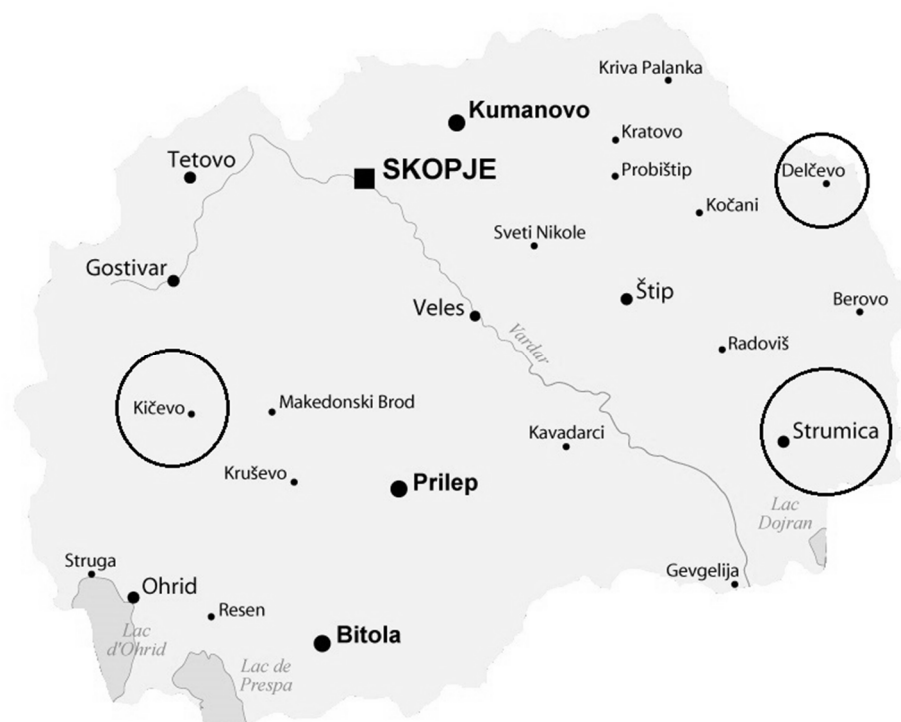 Kriva Palanka
Kumanovo
Kratovo
Tetovo
SKOPJE
Probištip
Delčevo
Kočani
Sveti Nikole
Gostivar
Štip
Berovo
Veles
Vardar
Radoviš
Kičevo
Makedonski Brod
Kavadarci
Strumica
Kruševo
Prilep
Lac
Dojran
Struga
Gevgelija
Ohrid
Resen
Lac
d'Ohrid
Bitola
Lac de
Prespa